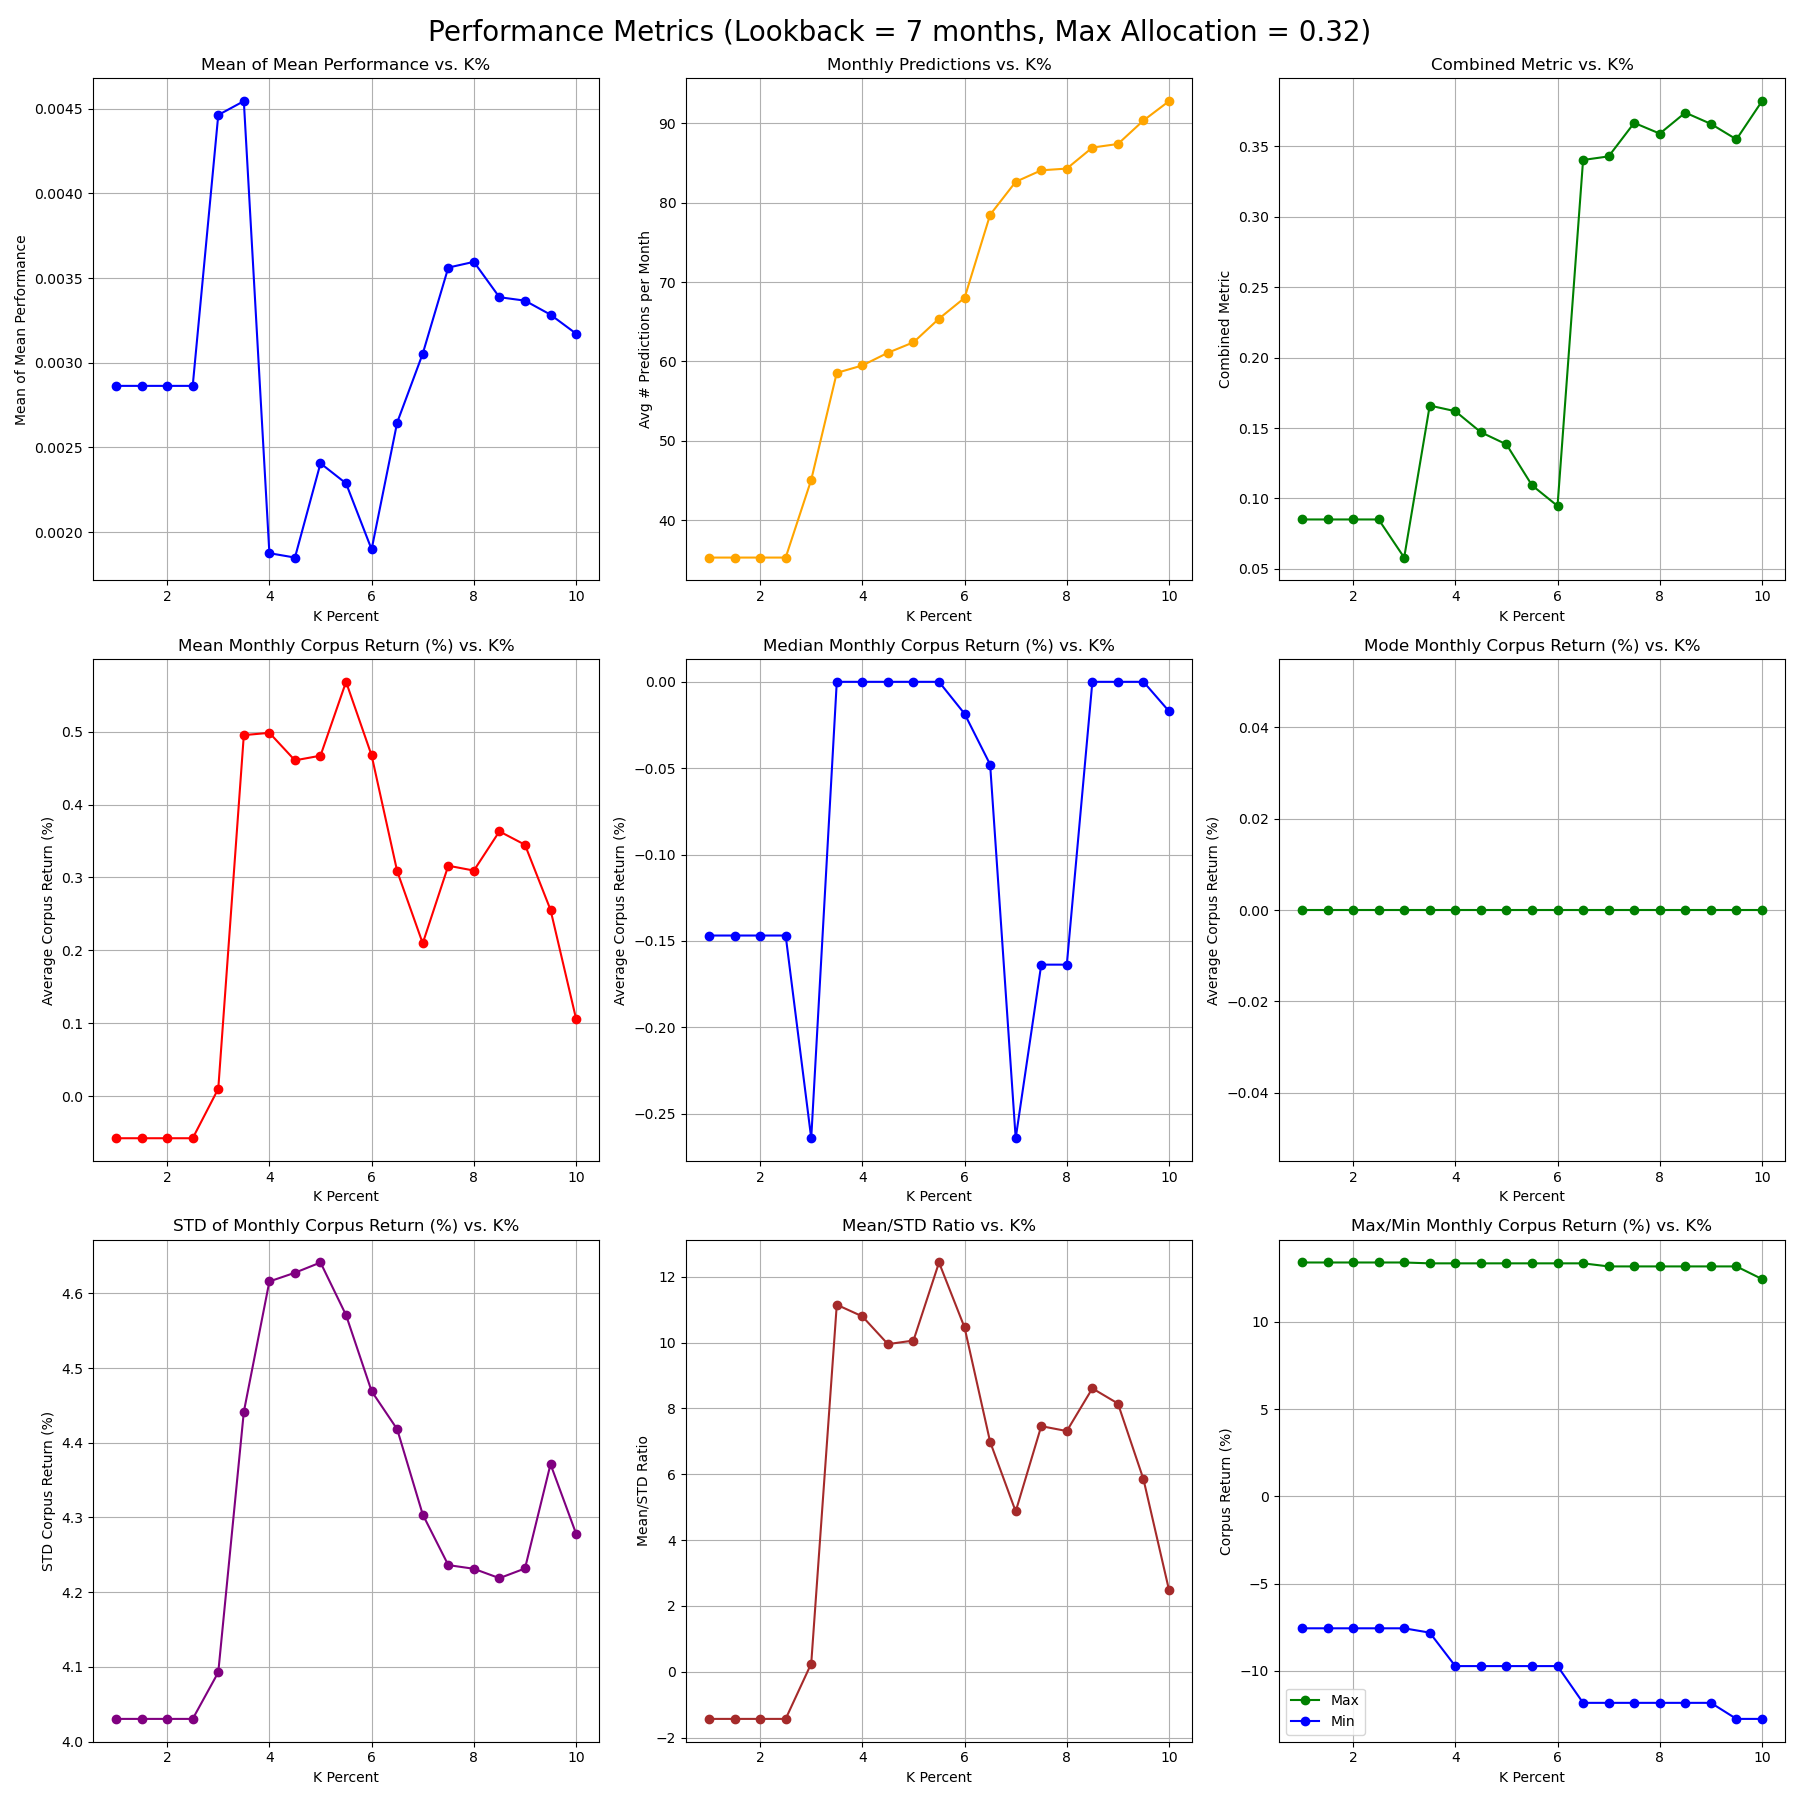 Performance Metrics (Lookback = 7 months, Max Allocation = 0.32)
Mean of Mean Performance vs. K%
Mean of Mean Performance
0.0045
0.0040
0.0035
0.0030
0.0025
0.0020
2 4 6 8 10
K Percent
Monthly Predictions vs. K%
Avg # Predictions per Month
90
80
70
60
50
40
2 4 6 8 10
K Percent
Combined Metric vs. K%
Combined Metric
0.35
0.30
0.25
0.20
0.15
0.10
0.05
2 4 6 8 10
K Percent
Mean Monthly Corpus Return (%) vs. K%
Average Corpus Return (%)
0.5
0.4
0.3
0.2
0.1
0.0
2 4 6 8 10
K Percent
Median Monthly Corpus Return (%) vs. K%
Average Corpus Return (%)
0.00
−0.05
−0.10
−0.15
−0.20
−0.25
2 4 6 8 10
K Percent
Mode Monthly Corpus Return (%) vs. K%
Average Corpus Return (%)
0.04
0.02
0.00
−0.02
−0.04
2 4 6 8 10
K Percent
STD of Monthly Corpus Return (%) vs. K%
STD Corpus Return (%)
4.6
4.5
4.4
4.3
4.2
4.1
4.0
2 4 6 8 10
K Percent
Mean/STD Ratio vs. K%
Mean/STD Ratio
12
10
8
6
4
2
0
−2
2 4 6 8 10
K Percent
Max/Min Monthly Corpus Return (%) vs. K%
Corpus Return (%)
10
5
0
−5
−10
Max
Min
2 4 6 8 10
K Percent